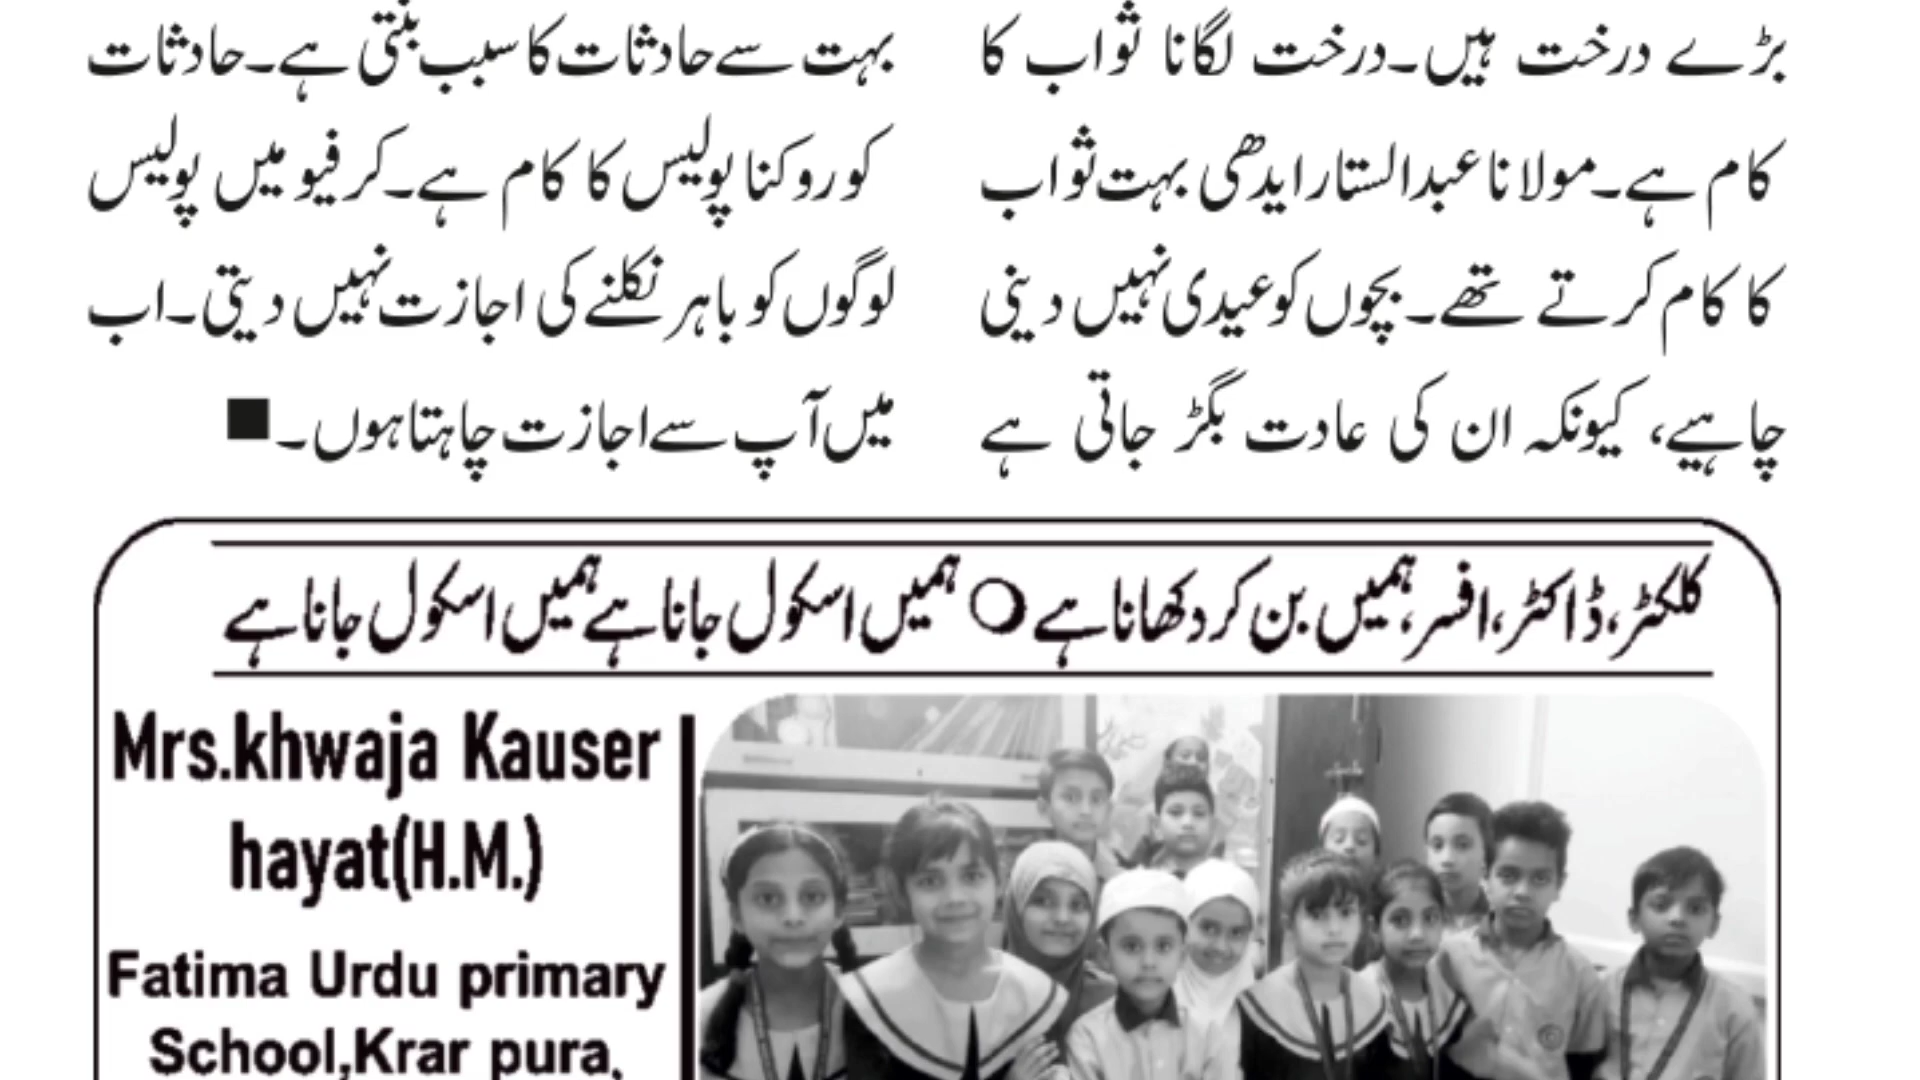 بڑے درخت ہیں۔درخت لگانا ثواب کا
کام ہے۔مولانا عبدالستار ایدھی بہت ثواب
کا کام کرتے تھے۔بچوں کو عیدی نہیں دینی
چاہیے، کیونکہ ان کی عادت بگڑ جاتی ہے
بہت سے حادثات کا سبب بنتی ہے۔حادثات
کو روکنا پولیس کا کام ہے۔کرفیو میں پولیس
لوگوں کو باہر نکلنے کی اجازت نہیں دیتی۔اب
میں آپ سے اجازت چاہتا ہوں۔■
کلکٹر، ڈاکٹر، افسر، ہمیں بن کر دکھانا ہے ○ ہمیں اسکول جانا ہے ہمیں اسکول جانا ہے
Mrs.khwaja Kauser
hayat(H.M.)
Fatima Urdu primary
School,Krar pura,